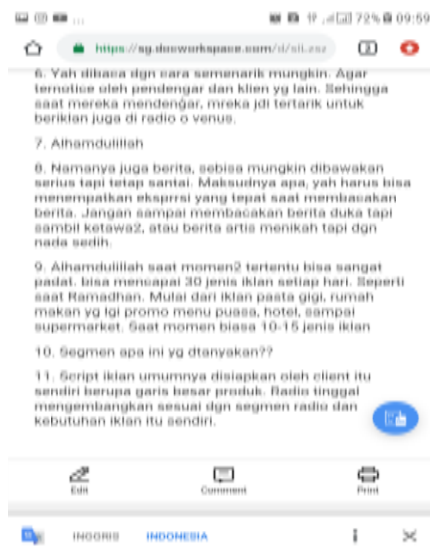 72% 09:59
https://sg.docworkspace.com/d/sIL
6. Yah dibaca dgn cara semenarik mungkin. Agar
ternotice oleh pendengar dan klien yg lain. Sehingga
saat mereka mendengar, mreka jdi tertarik untuk
beriklan juga di radio o venus.
7. Alhamdulillah
8. Namanya juga berita, sebisa mungkin dibawakan
serius tapi tetap santai. Maksudnya apa, yah harus bisa
menempatkan eksprrsi yang tepat saat membacakan
berita. Jangan sampai membacakan berita duka tapi
sambil ketawa2, atau berita artis menikah tapi dgn
nada sedih.
9. Alhamdulillah saat momen2 tertentu bisa sangat
padat. bisa mencapai 30 jenis iklan setiap hari. Seperti
saat Ramadhan. Mulai dari iklan pasta gigi, rumah
makan yg lgi promo menu puasa, hotel, sampai
supermarket. Saat momen biasa 10-15 jenis iklan
10. Segmen apa ini yg dtanyakan??
11. Script iklan umumnya disiapkan oleh client itu
sendiri berupa garis besar produk. Radio tinggal
mengembangkan sesuai dgn segmen radio dan
kebutuhan iklan itu sendiri.
Edit Comment Print
INGGRIS INDONESIA